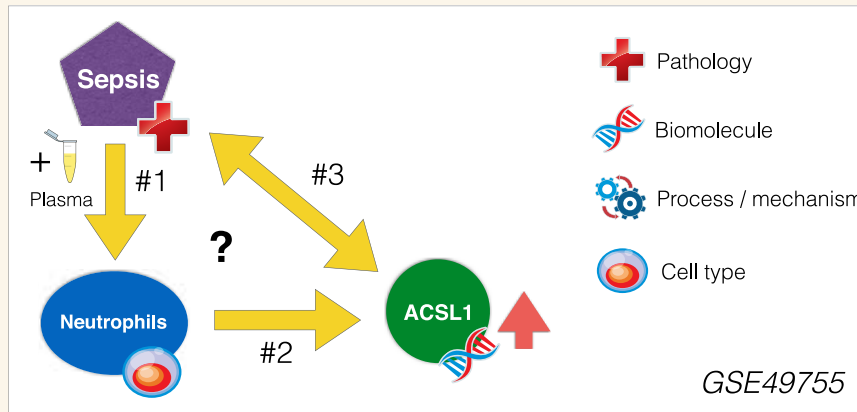 Sepsis
+
Plasma
#1
#3
?
Neutrophils
#2
ACSL1
Pathology
Biomolecule
Process / mechanism
Cell type
GSE49755